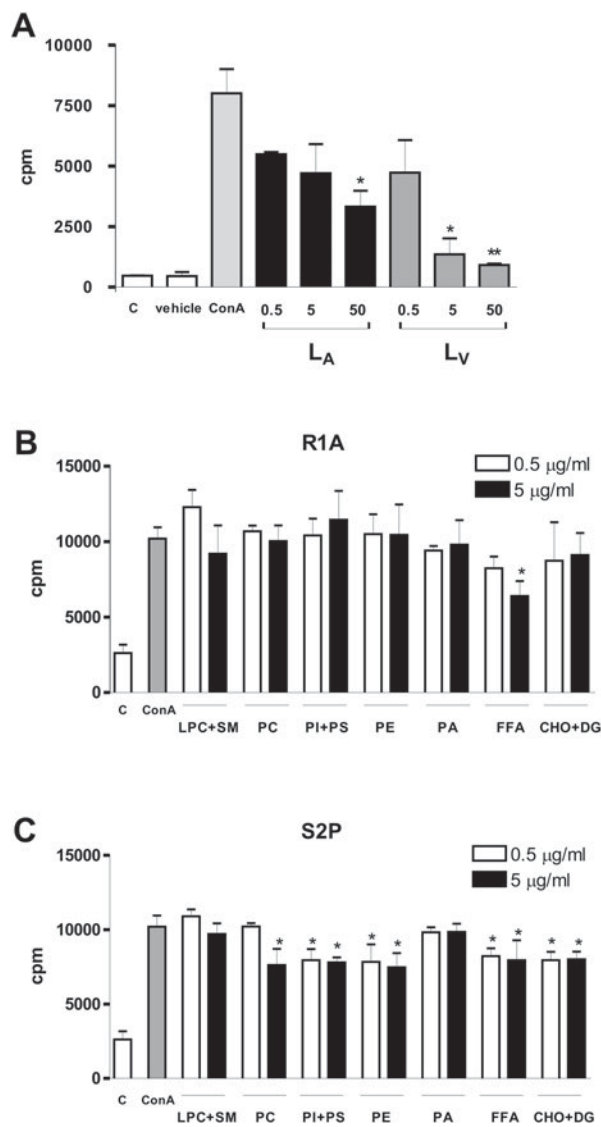 A
10000
7500
5000
2500
0
cpm
*
*
**
C vehicle ConA 0.5 5 50 0.5 5 50
LA LV
B
R1A
15000
10000
5000
0
cpm
0.5 μg/ml
5 μg/ml
*
C ConA LPC+SM PC PI+PS PE PA FFA CHO+DG
C
S2P
15000
10000
5000
0
cpm
0.5 μg/ml
5 μg/ml
* * * * * * * * *
C ConA LPC+SM PC PI+PS PE PA FFA CHO+DG